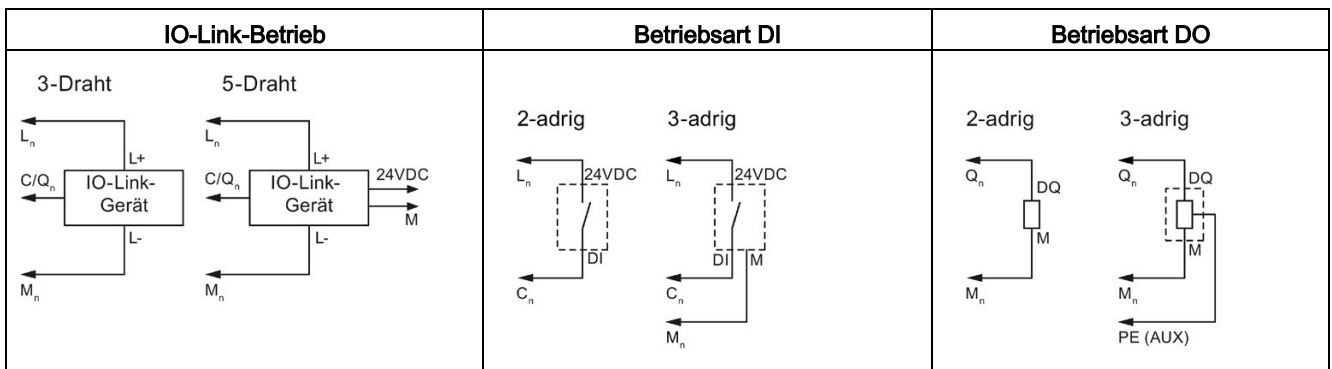 IO-Link-Betrieb
Betriebsart DI
Betriebsart DO
3-Draht
5-Draht
Ln
L+
C/Qn
IO-Link-
Gerät
L-
Mn
Ln
L+
C/Qn
IO-Link-
Gerät
24VDC
M
L-
Mn
2-adrig
3-adrig
Ln
24VDC
DI
Cn
Ln
24VDC
DI
M
Cn
Mn
2-adrig
3-adrig
Qn
DQ
M
Mn
Qn
DQ
M
Mn
PE (AUX)